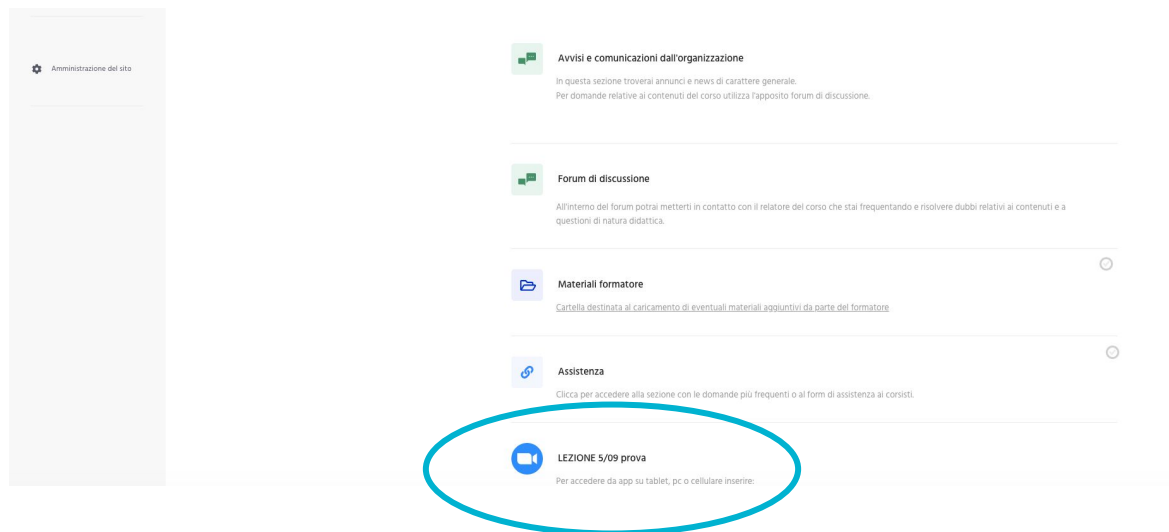 Amministrazione del sito
Avvisi e comunicazioni dall'organizzazione
In questa sezione troverai annunci e news di carattere generale.
Per domande relative ai contenuti del corso utilizza l'apposito forum di discussione.
Forum di discussione
All'interno del forum potrai metterti in contatto con il relatore del corso che stai frequentando e risolvere dubbi relativi ai contenuti e a
questioni di natura didattica.
Materiali formatore
Cartella destinata al caricamento di eventuali materiali aggiuntivi da parte del formatore
Assistenza
Clicca per accedere alla sezione con le domande più frequenti o al form di assistenza ai corsisti.
LEZIONE 5/09 prova
Per accedere da app su tablet, pc o cellulare inserire: